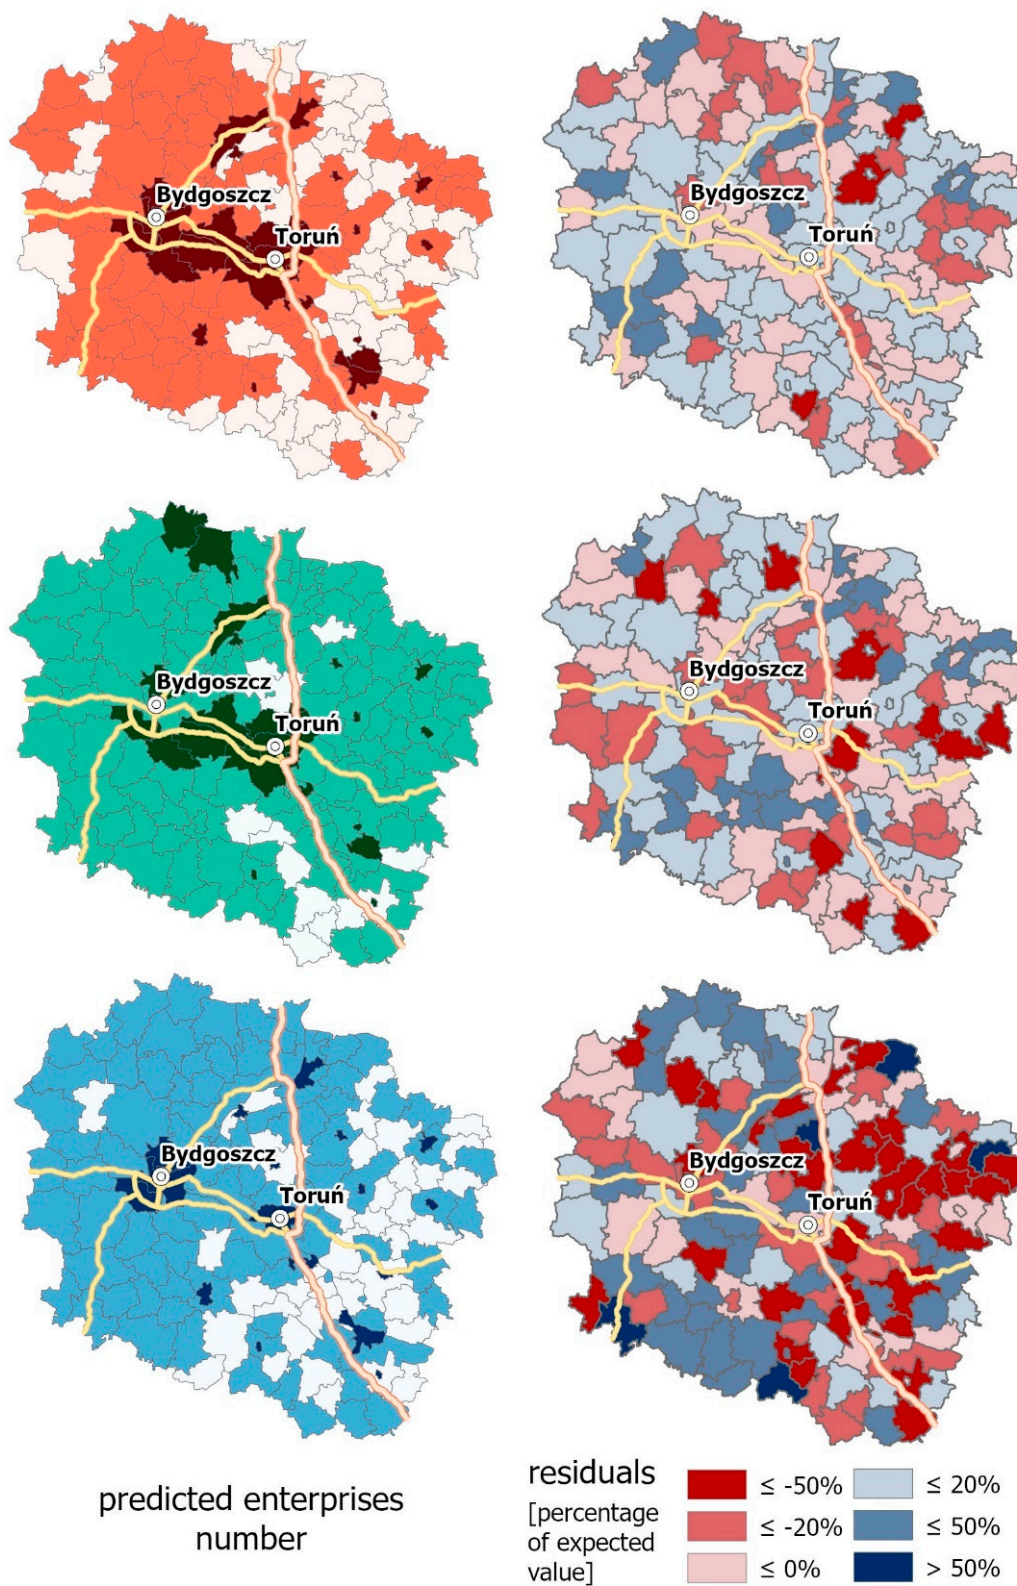 Bydgoszcz
Toruń
Bydgoszcz
Toruń
Bydgoszcz
Toruń
Bydgoszcz
Toruń
Bydgoszcz
Toruń
Bydgoszcz
Toruń
predicted enterprises
number
residuals
[percentage
of expected
value]
≤ -50%
≤ -20%
≤ 0%
≤ 20%
≤ 50%
> 50%